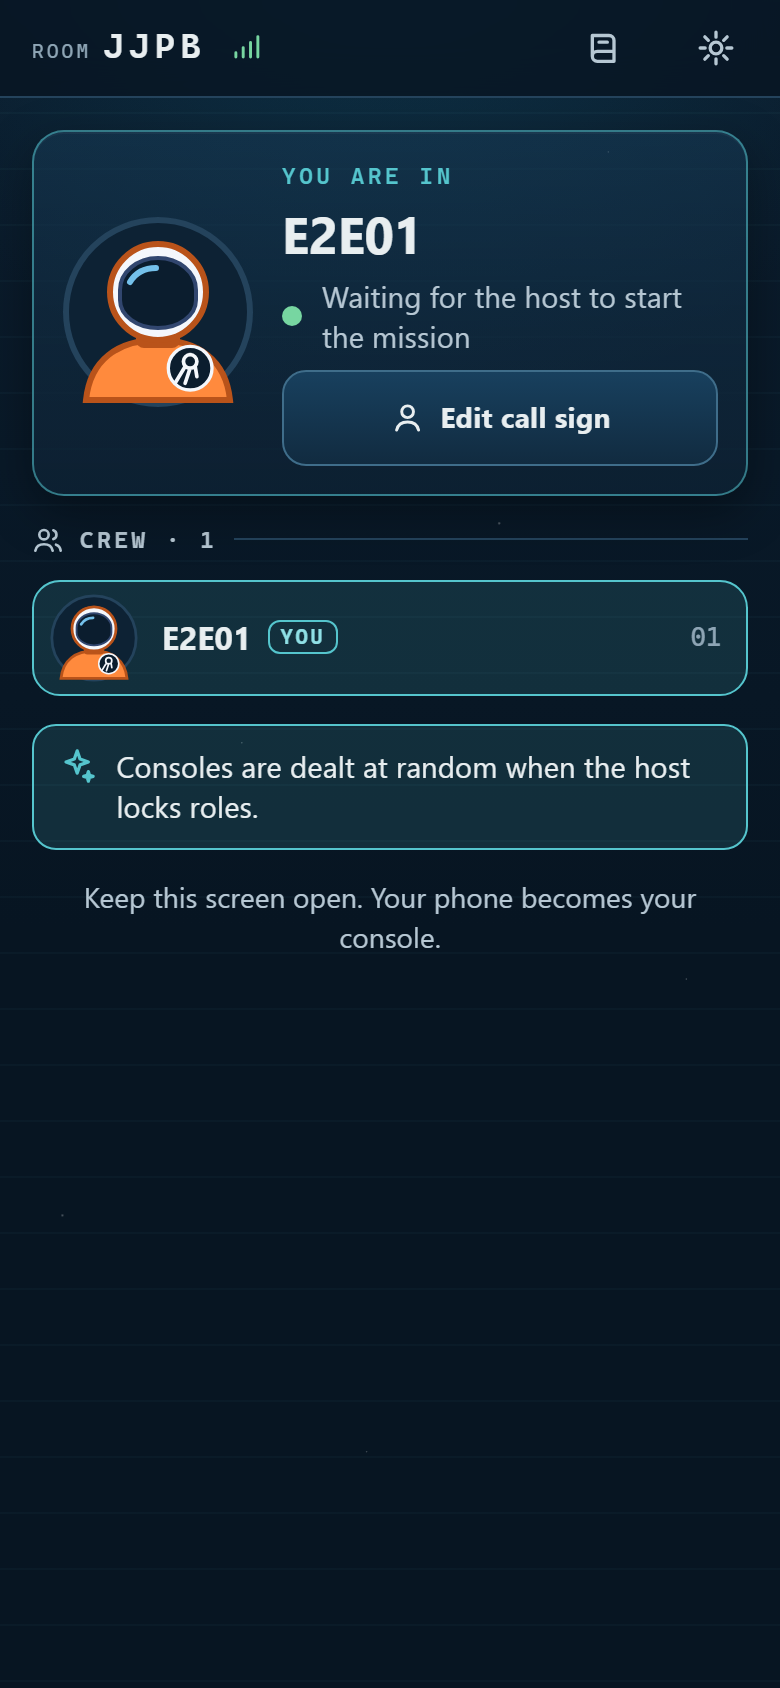 ROOM JJPB
YOU ARE IN
E2E01
Waiting for the host to start
the mission
Edit call sign
CREW · 1
E2E01 YOU 01
Consoles are dealt at random when the host
locks roles.
Keep this screen open. Your phone becomes your
console.